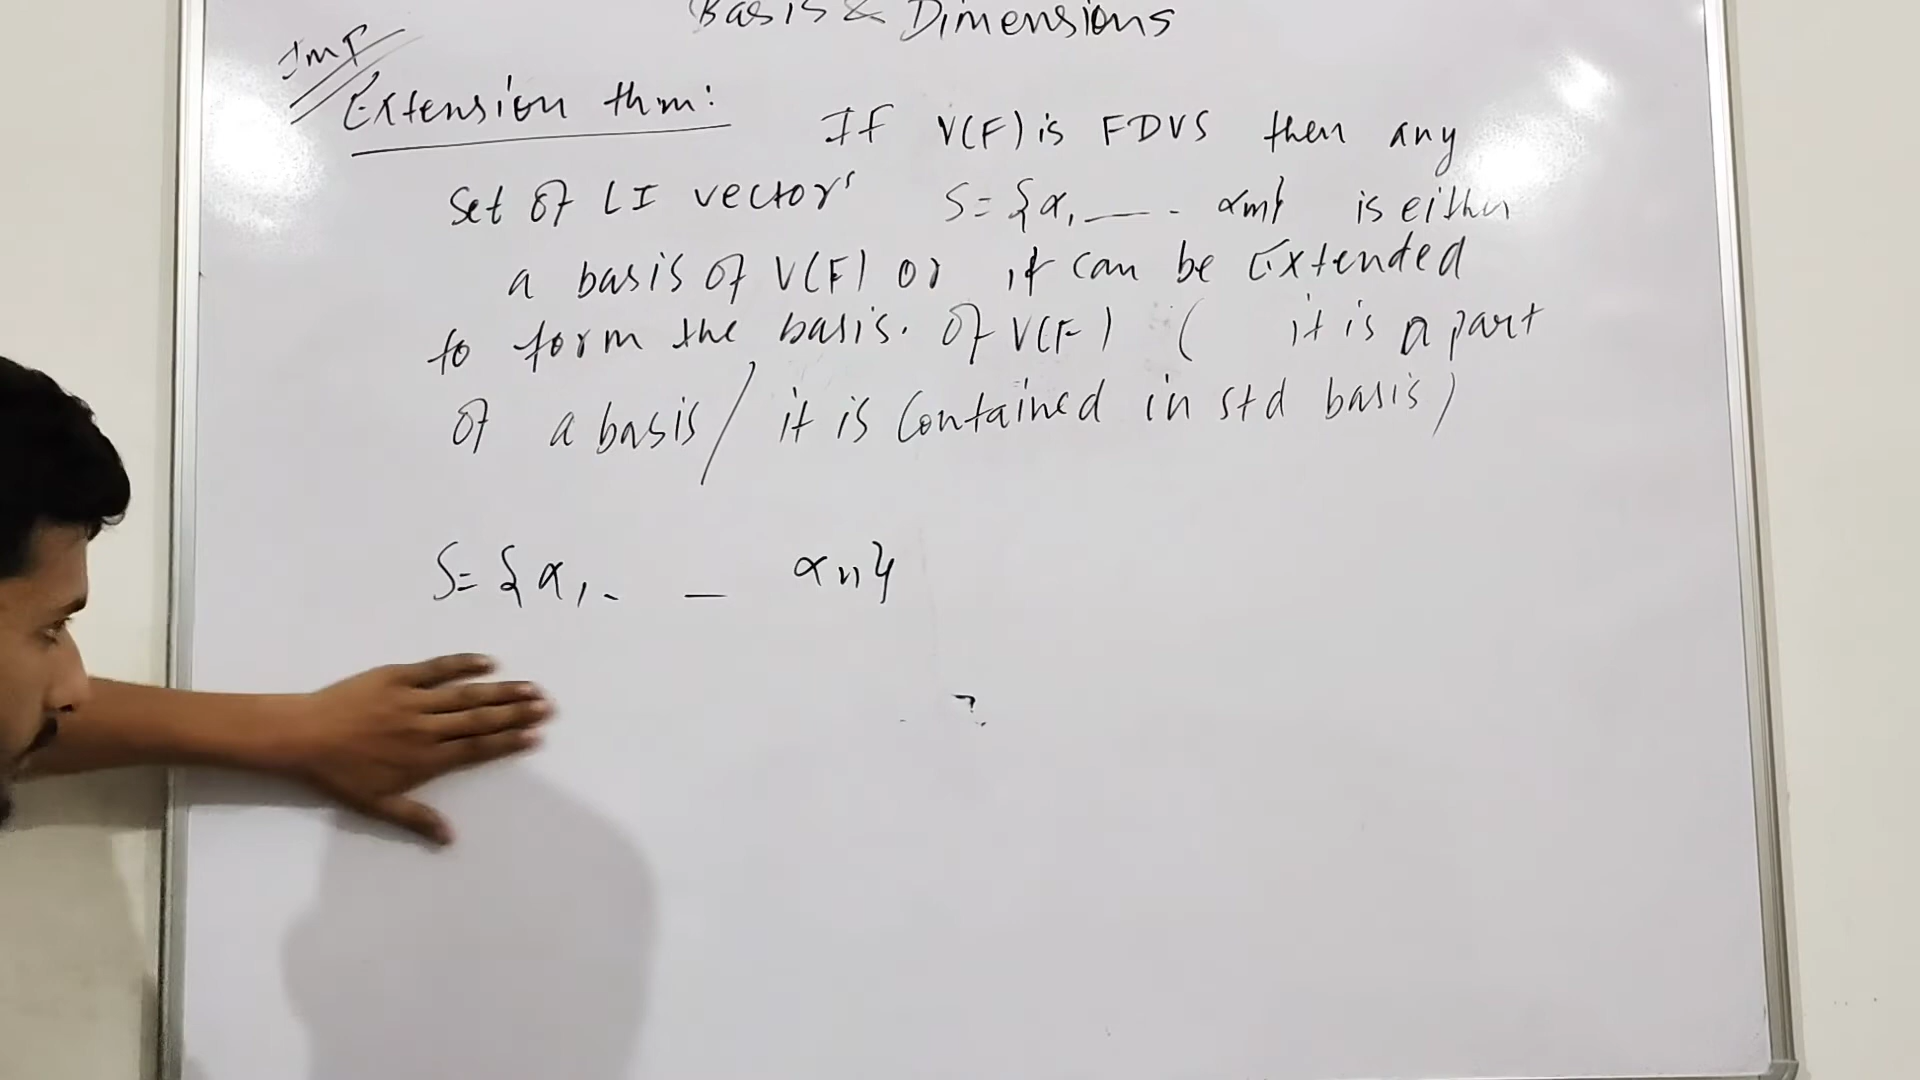 Basis & Dimensions
Imp
Extension thm: If V(F) is FDVS then any
set of LI vectors S={α1 — - αm} is either
a basis of V(F) or it can be Extended
to form the basis. of V(F) ( it is a part
of a basis / it is contained in std basis)
S={α1 - — αn}